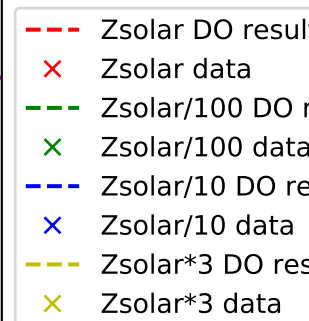 Zsolar DO resul
Zsolar data
Zsolar/100 DO
Zsolar/100 data
Zsolar/10 DO re
Zsolar/10 data
Zsolar*3 DO res
Zsolar*3 data